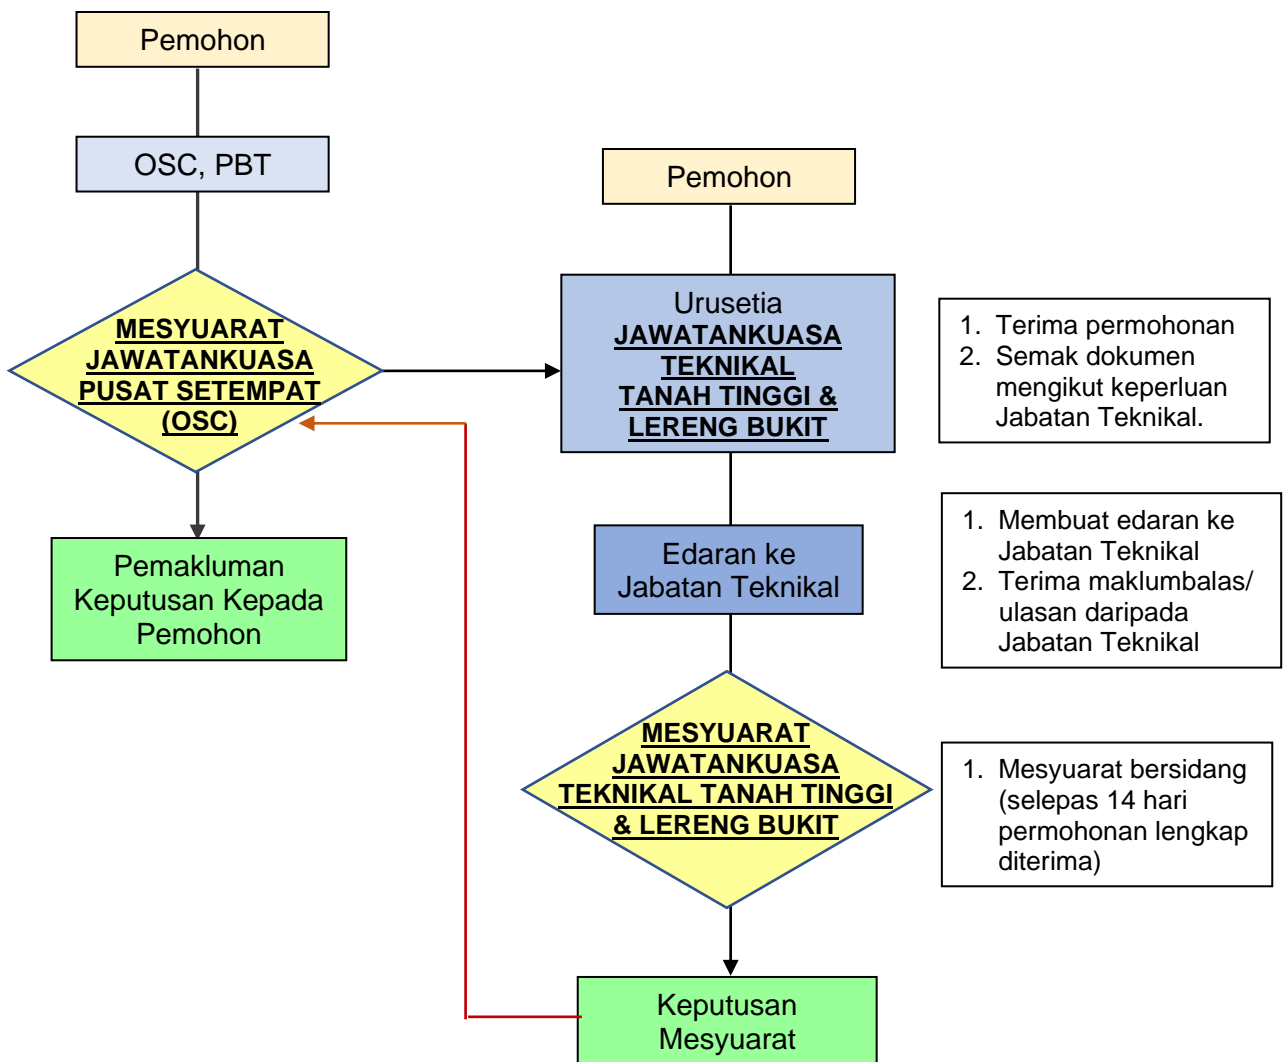 Pemohon
OSC, PBT
MESYUARAT
JAWATANKUASA
PUSAT SETEMPAT
(OSC)
Pemakluman
Keputusan Kepada
Pemohon
Pemohon
Urusetia
JAWATANKUASA
TEKNIKAL
TANAH TINGGI &
LERENG BUKIT
1. Terima permohonan
2. Semak dokumen
mengikut keperluan
Jabatan Teknikal.
Edaran ke
Jabatan Teknikal
1. Membuat edaran ke
Jabatan Teknikal
2. Terima maklumbalas/
ulasan daripada
Jabatan Teknikal
MESYUARAT
JAWATANKUASA
TEKNIKAL TANAH TINGGI
& LERENG BUKIT
1. Mesyuarat bersidang
(selepas 14 hari
permohonan lengkap
diterima)
Keputusan
Mesyuarat